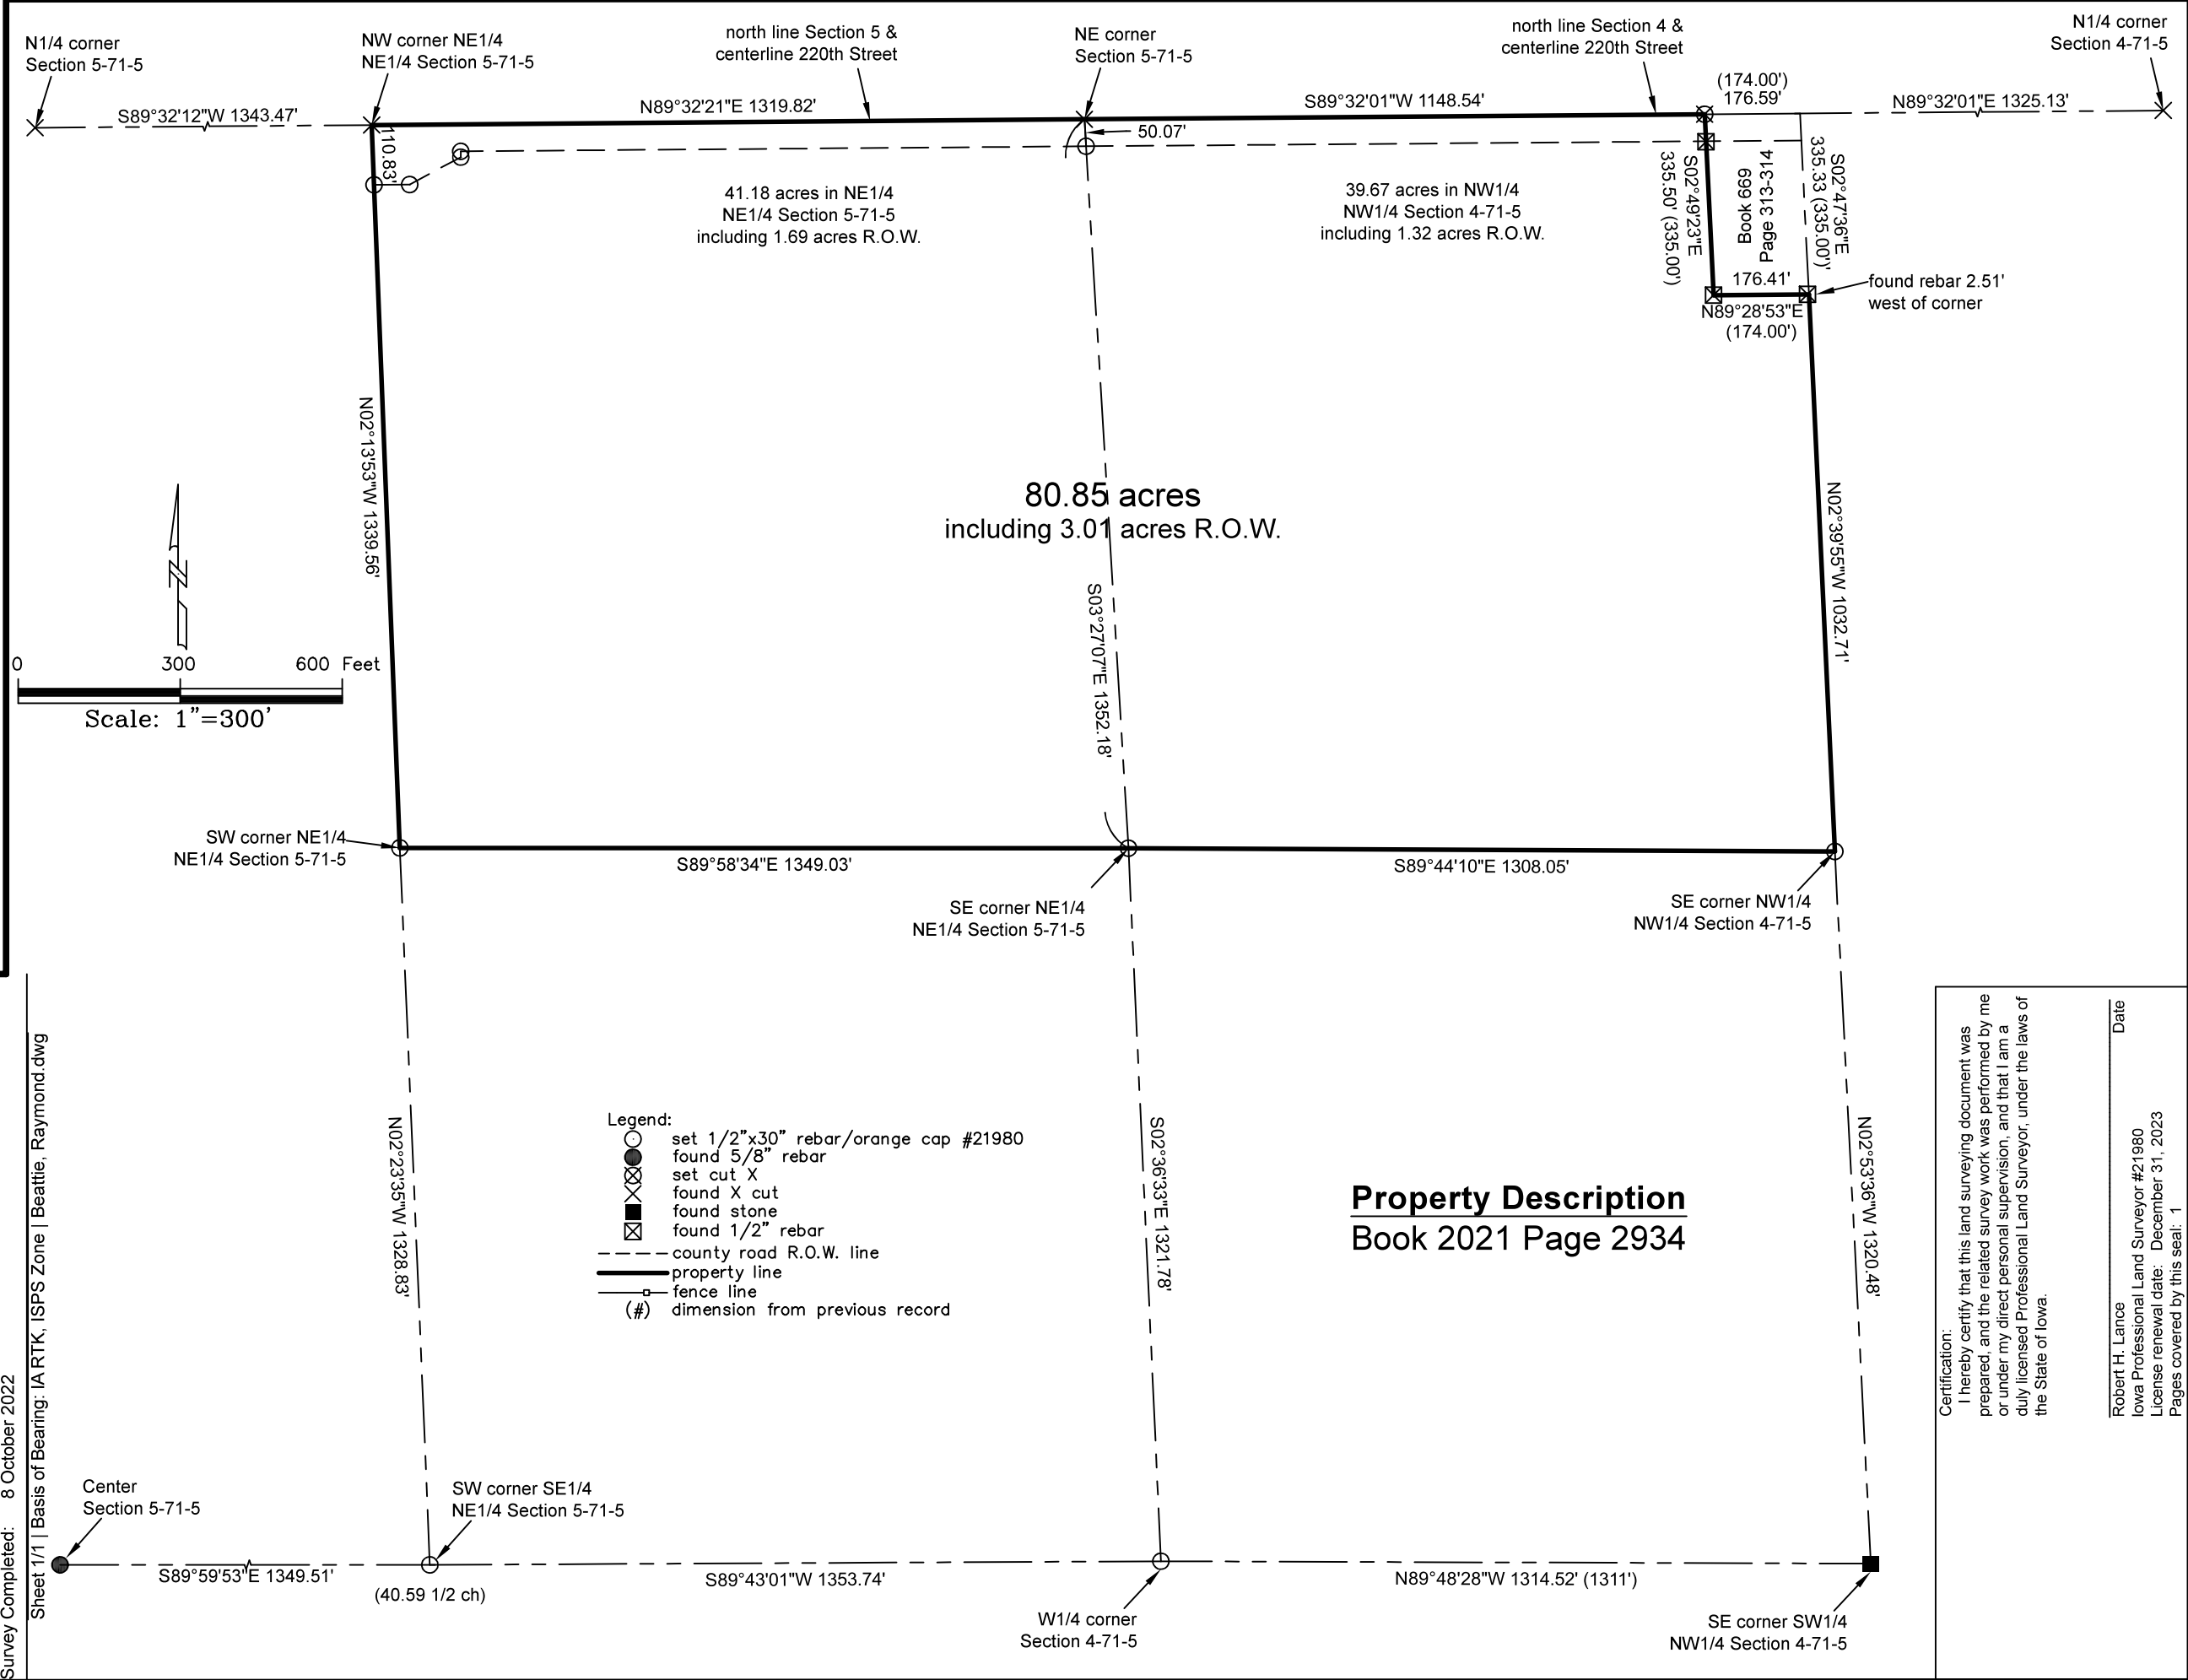 N1/4 corner
Section 5-71-5
NW corner NE1/4
NE1/4 Section 5-71-5
north line Section 5 &
centerline 220th Street
NE corner
Section 5-71-5
north line Section 4 &
centerline 220th Street
N1/4 corner
Section 4-71-5
S89°32'12"W 1343.47'
N89°32'21"E 1319.82'
S89°32'01"W 1148.54'
(174.00')
176.59'
N89°32'01"E 1325.13'
110.83'
50.07'
41.18 acres in NE1/4
NE1/4 Section 5-71-5
including 1.69 acres R.O.W.
39.67 acres in NW1/4
NW1/4 Section 4-71-5
including 1.32 acres R.O.W.
S02°49'23"E
335.50' (335.00')
Book 669
Page 313-314
S02°47'36"E
335.33 (335.00')'
176.41'
N89°28'53"E
(174.00')
found rebar 2.51'
west of corner
N02°13'53"W 1339.56'
80.85 acres
including 3.01 acres R.O.W.
N02°39'55"W 1032.71'
S03°27'07"E 1352.18'
N
0 300 600 Feet
Scale: 1"=300'
SW corner NE1/4
NE1/4 Section 5-71-5
S89°58'34"E 1349.03'
S89°44'10"E 1308.05'
SE corner NE1/4
NE1/4 Section 5-71-5
SE corner NW1/4
NW1/4 Section 4-71-5
N02°23'35"W 1328.83'
S02°36'33"E 1321.78'
N02°53'36"W 1320.48'
Legend:
set 1/2"x30" rebar/orange cap #21980
found 5/8" rebar
set cut X
found X cut
found stone
found 1/2" rebar
county road R.O.W. line
property line
fence line
(#) dimension from previous record
Property Description
Book 2021 Page 2934
Center
Section 5-71-5
SW corner SE1/4
NE1/4 Section 5-71-5
S89°59'53"E 1349.51'
(40.59 1/2 ch)
S89°43'01"W 1353.74'
N89°48'28"W 1314.52' (1311')
W1/4 corner
Section 4-71-5
SE corner SW1/4
NW1/4 Section 4-71-5
Survey Completed: 8 October 2022
Sheet 1/1 | Basis of Bearing: IA RTK, ISPS Zone | Beattie, Raymond.dwg
Certification:
I hereby certify that this land surveying document was
prepared, and the related survey work was performed by me
or under my direct personal supervision, and that I am a
duly licensed Professional Land Surveyor, under the laws of
the State of Iowa.
Robert H. Lance Date
Iowa Professional Land Surveyor #21980
License renewal date: December 31, 2023
Pages covered by this seal: 1